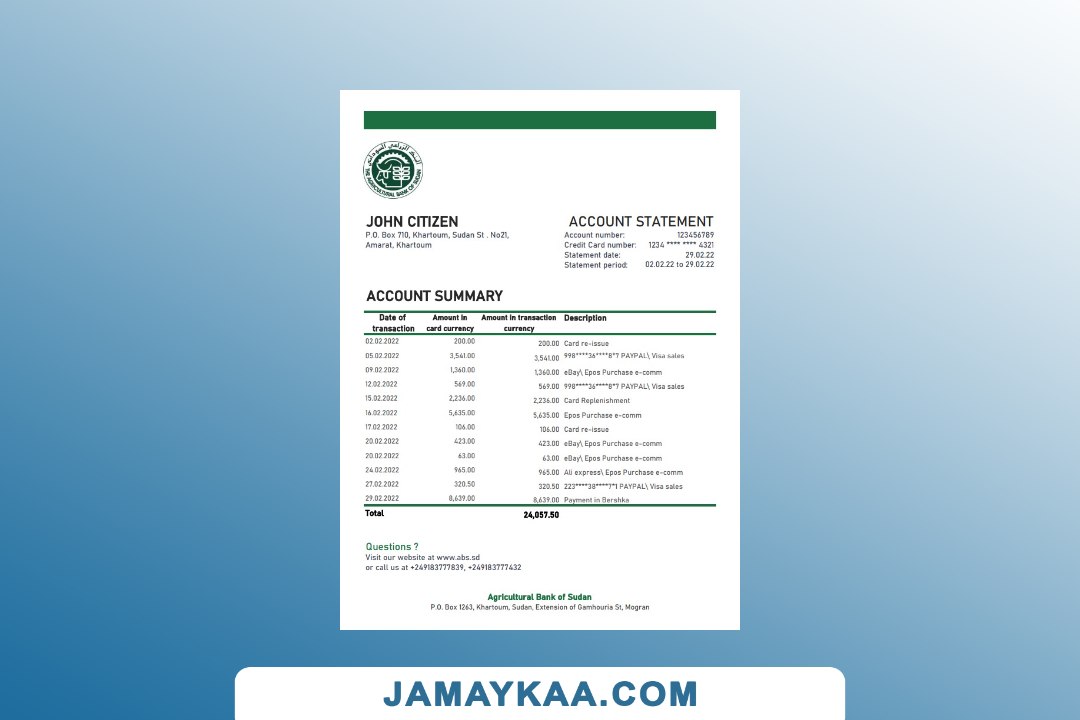 البنك الزراعي السوداني
THE AGRICULTURAL BANK OF SUDAN
JOHN CITIZEN
P.O. Box 710, Khartoum, Sudan St . No21,
Amarat, Khartoum
ACCOUNT STATEMENT
Account number: 123456789
Credit Card number: 1234 **** **** 4321
Statement date: 29.02.22
Statement period: 02.02.22 to 29.02.22
ACCOUNT SUMMARY
Date of transaction Amount in card currency Amount in transaction currency Description
02.02.2022 200.00 200.00 Card re-issue
05.02.2022 3,541.00 3,541.00 998****36****8*7 PAYPAL\ Visa sales
09.02.2022 1,360.00 1,360.00 eBay\ Epos Purchase e-comm
12.02.2022 569.00 569.00 998****36****8*7 PAYPAL\ Visa sales
15.02.2022 2,236.00 2,236.00 Card Replenishment
16.02.2022 5,635.00 5,635.00 Epos Purchase e-comm
17.02.2022 106.00 106.00 Card re-issue
20.02.2022 423.00 423.00 eBay\ Epos Purchase e-comm
20.02.2022 63.00 63.00 eBay\ Epos Purchase e-comm
24.02.2022 965.00 965.00 Ali express\ Epos Purchase e-comm
27.02.2022 320.50 320.50 223****38****7*1 PAYPAL\ Visa sales
29.02.2022 8,639.00 8,639.00 Payment in Bershka
Total 24,057.50
Questions ?
Visit our website at www.abs.sd
or call us at +249183777839, +249183777432
Agricultural Bank of Sudan
P.O. Box 1263, Khartoum, Sudan, Extension of Gamhouria St, Mogran
JAMAYKAA.COM